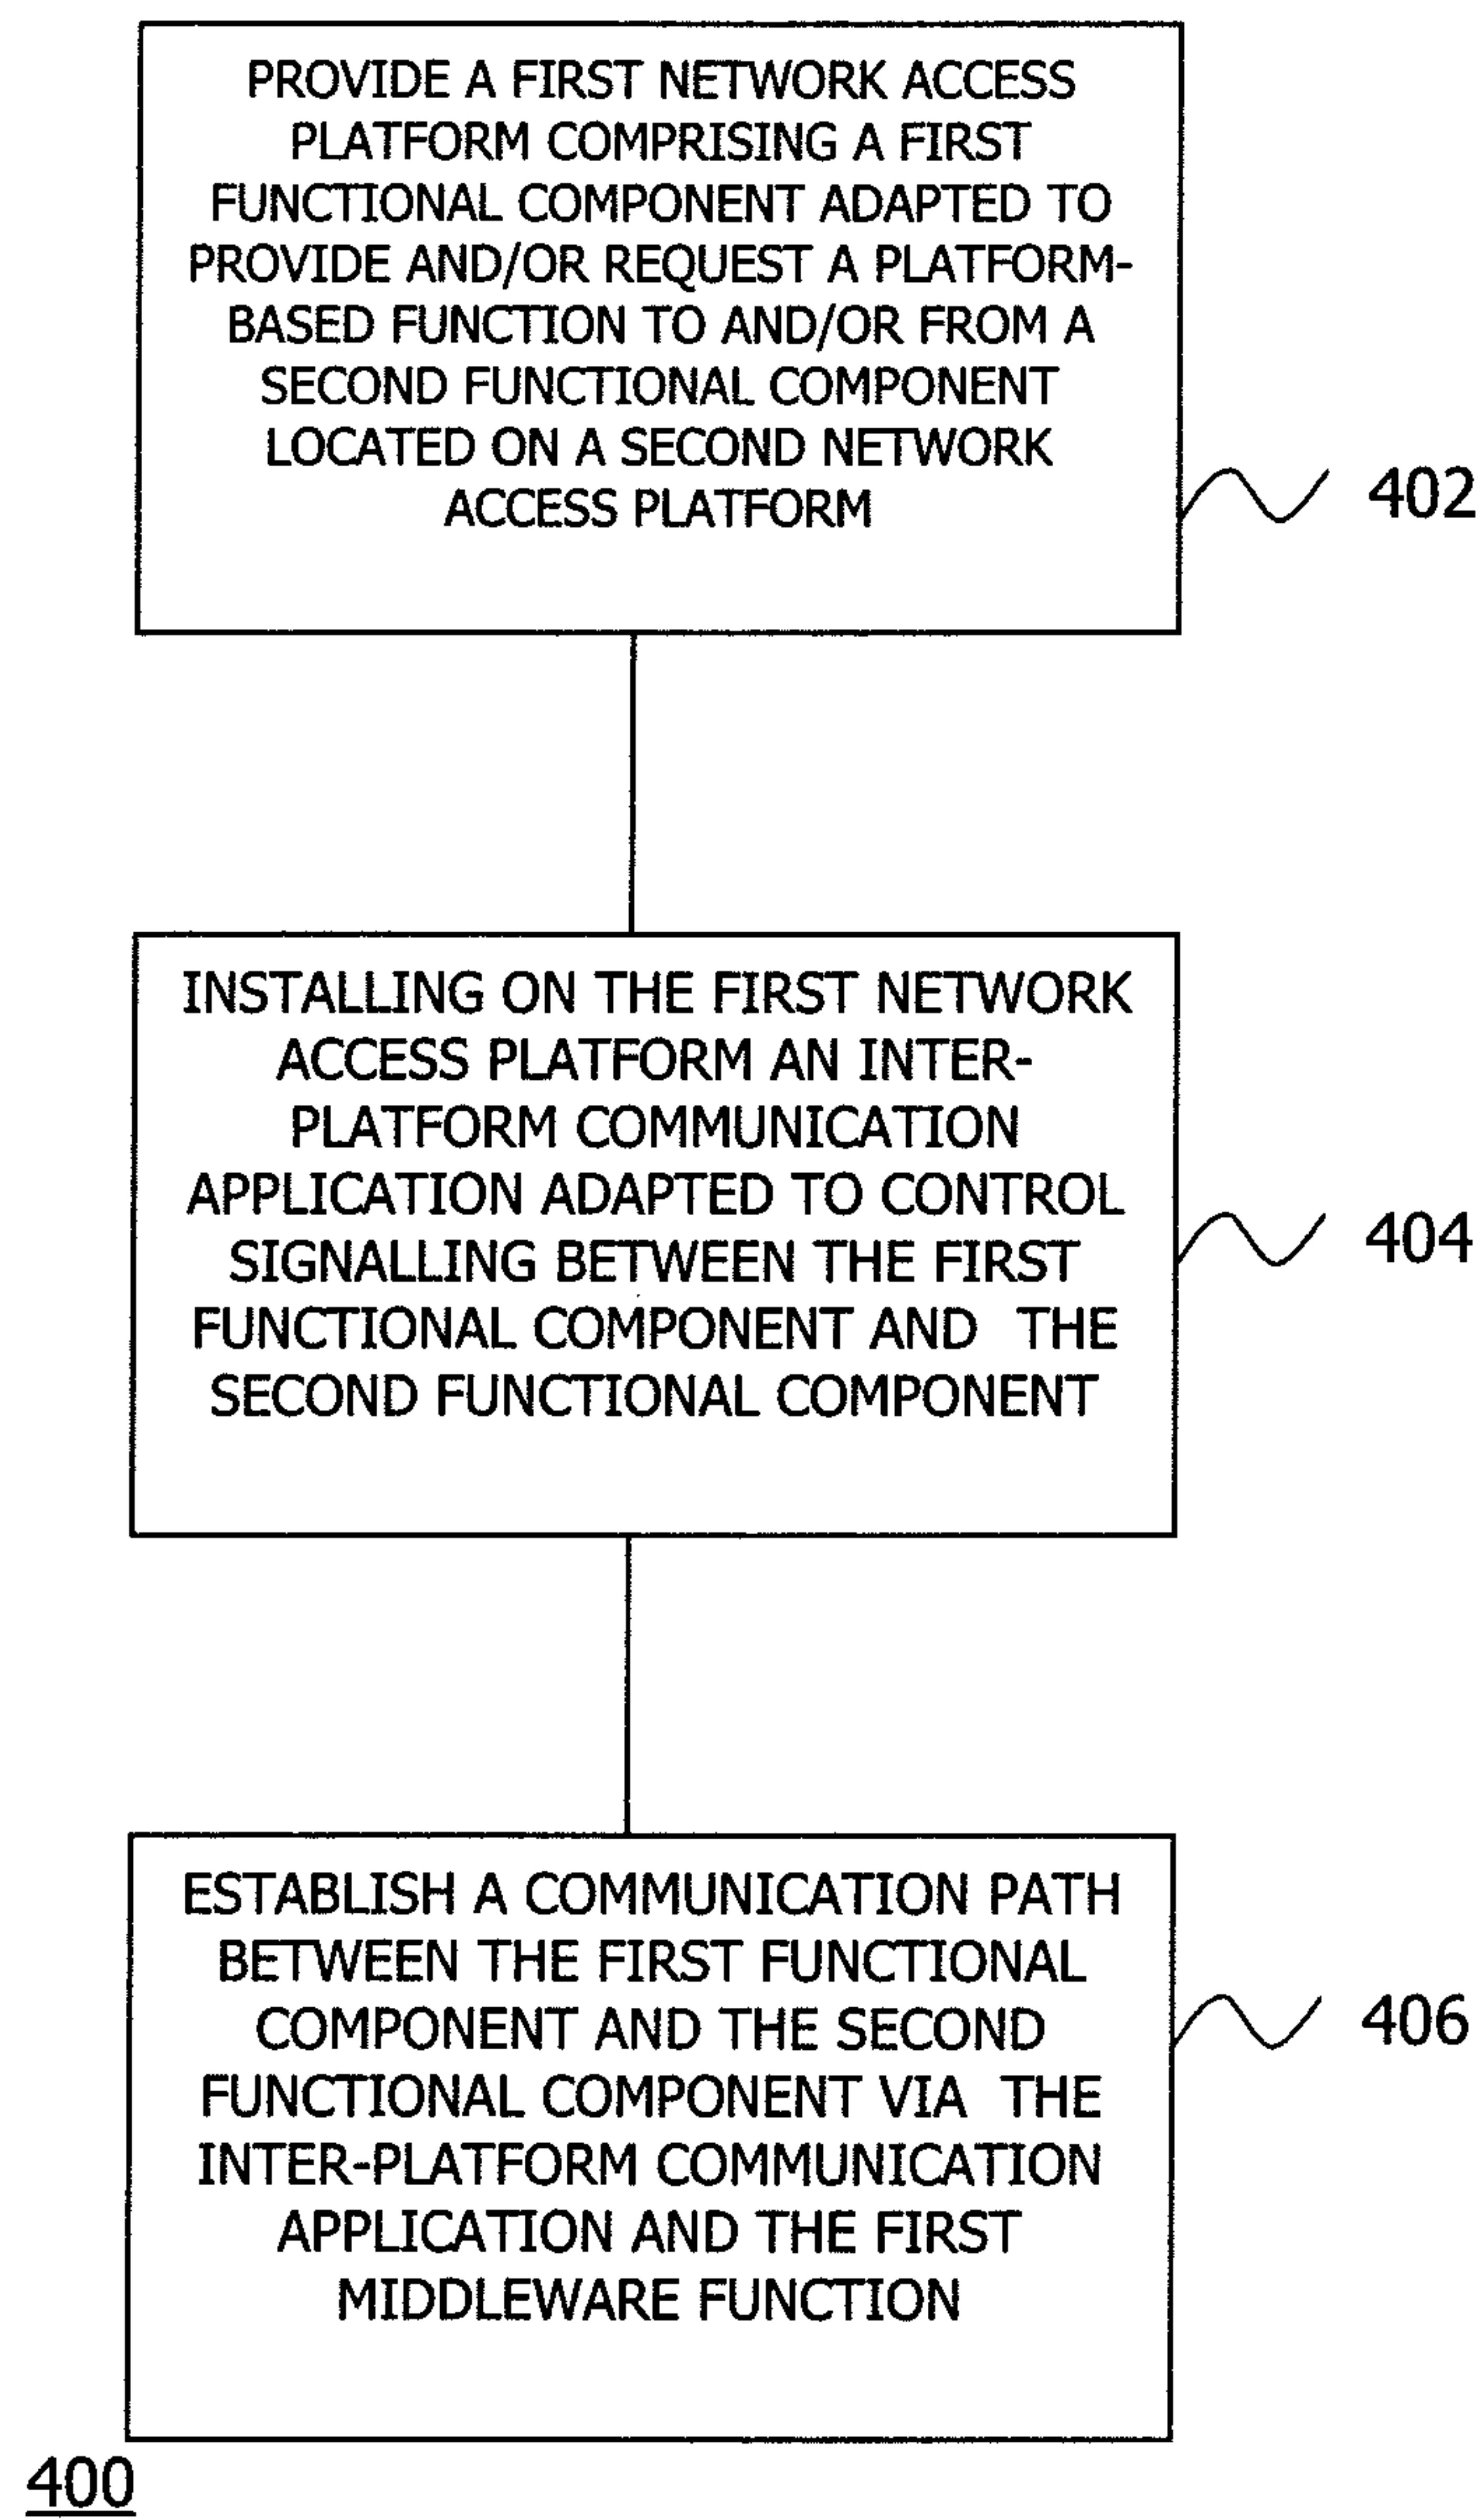 PROVIDE A FIRST NETWORK ACCESS
PLATFORM COMPRISING A FIRST
FUNCTIONAL COMPONENT ADAPTED TO
PROVIDE AND/OR REQUEST A PLATFORM-
BASED FUNCTION TO AND/OR FROM A
SECOND FUNCTIONAL COMPONENT
LOCATED ON A SECOND NETWORK
ACCESS PLATFORM
402
INSTALLING ON THE FIRST NETWORK
ACCESS PLATFORM AN INTER-
PLATFORM COMMUNICATION
APPLICATION ADAPTED TO CONTROL
SIGNALLING BETWEEN THE FIRST
FUNCTIONAL COMPONENT AND THE
SECOND FUNCTIONAL COMPONENT
404
ESTABLISH A COMMUNICATION PATH
BETWEEN THE FIRST FUNCTIONAL
COMPONENT AND THE SECOND
FUNCTIONAL COMPONENT VIA THE
INTER-PLATFORM COMMUNICATION
APPLICATION AND THE FIRST
MIDDLEWARE FUNCTION
406
400